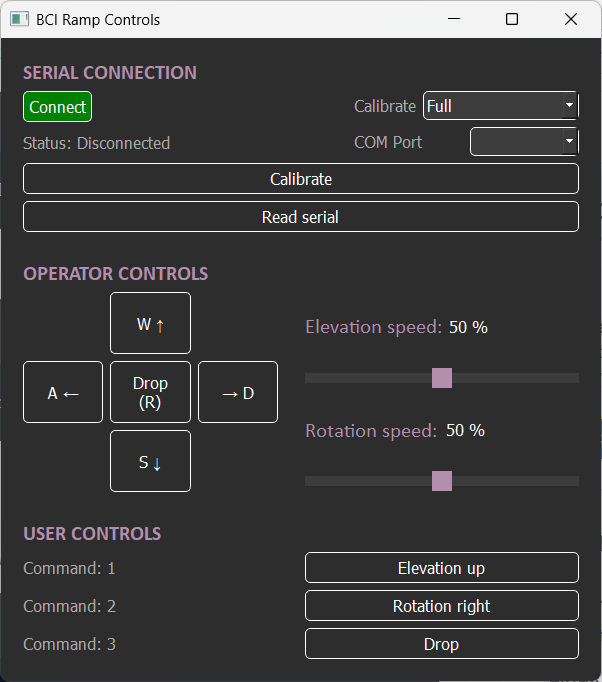 BCI Ramp Controls
SERIAL CONNECTION
Connect
Calibrate Full
Status: Disconnected
COM Port
Calibrate
Read serial
OPERATOR CONTROLS
W ↑
A ←
Drop
(R)
→ D
S ↓
Elevation speed: 50 %
Rotation speed: 50 %
USER CONTROLS
Command: 1
Elevation up
Command: 2
Rotation right
Command: 3
Drop